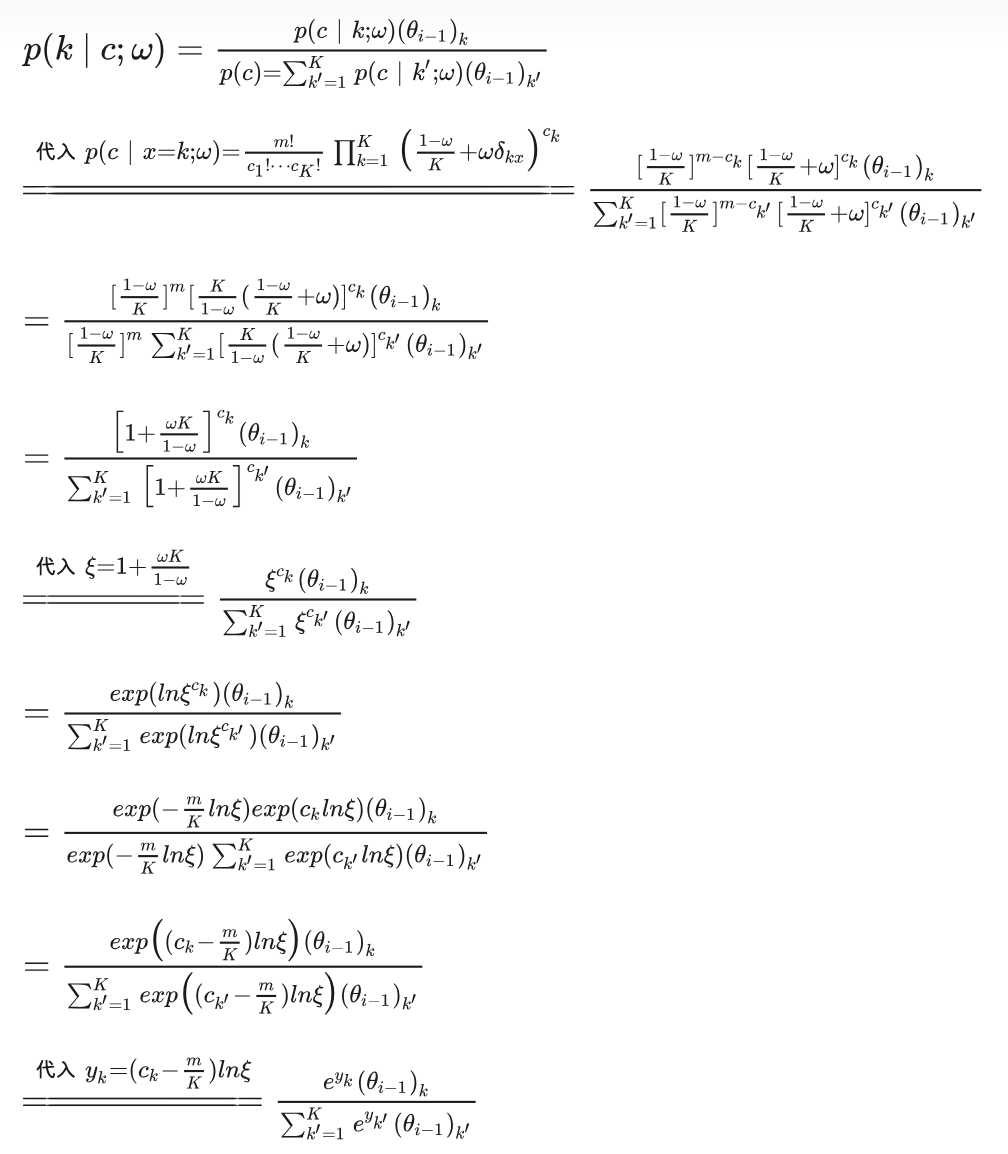 $p(k \mid c; \omega) = \frac{p(c \mid k;\omega)(\theta_{i-1})_k}{p(c)=\sum_{k'=1}^{K} p(c \mid k';\omega)(\theta_{i-1})_{k'}}$
$\xlongequal{\text{代入 } p(c \mid x=k;\omega)=\frac{m!}{c_1!\cdots c_K!} \prod_{k=1}^{K} \left(\frac{1-\omega}{K}+\omega\delta_{kx}\right)^{c_k}} \frac{[\frac{1-\omega}{K}]^{m-c_k}[\frac{1-\omega}{K}+\omega]^{c_k}(\theta_{i-1})_k}{\sum_{k'=1}^{K}[\frac{1-\omega}{K}]^{m-c_{k'}}[\frac{1-\omega}{K}+\omega]^{c_{k'}}(\theta_{i-1})_{k'}}$
$= \frac{[\frac{1-\omega}{K}]^{m}[\frac{K}{1-\omega}(\frac{1-\omega}{K}+\omega)]^{c_k}(\theta_{i-1})_k}{[\frac{1-\omega}{K}]^{m}\sum_{k'=1}^{K}[\frac{K}{1-\omega}(\frac{1-\omega}{K}+\omega)]^{c_{k'}}(\theta_{i-1})_{k'}}$
$= \frac{\left[1+\frac{\omega K}{1-\omega}\right]^{c_k}(\theta_{i-1})_k}{\sum_{k'=1}^{K}\left[1+\frac{\omega K}{1-\omega}\right]^{c_{k'}}(\theta_{i-1})_{k'}}$
$\xlongequal{\text{代入 } \xi=1+\frac{\omega K}{1-\omega}} \frac{\xi^{c_k}(\theta_{i-1})_k}{\sum_{k'=1}^{K}\xi^{c_{k'}}(\theta_{i-1})_{k'}}$
$= \frac{exp(ln\xi^{c_k})(\theta_{i-1})_k}{\sum_{k'=1}^{K}exp(ln\xi^{c_{k'}})(\theta_{i-1})_{k'}}$
$= \frac{exp(-\frac{m}{K}ln\xi)exp(c_k ln\xi)(\theta_{i-1})_k}{exp(-\frac{m}{K}ln\xi)\sum_{k'=1}^{K}exp(c_{k'}ln\xi)(\theta_{i-1})_{k'}}$
$= \frac{exp\left((c_k-\frac{m}{K})ln\xi\right)(\theta_{i-1})_k}{\sum_{k'=1}^{K}exp\left((c_{k'}-\frac{m}{K})ln\xi\right)(\theta_{i-1})_{k'}}$
$\xlongequal{\text{代入 } y_k=(c_k-\frac{m}{K})ln\xi} \frac{e^{y_k}(\theta_{i-1})_k}{\sum_{k'=1}^{K}e^{y_{k'}}(\theta_{i-1})_{k'}}$